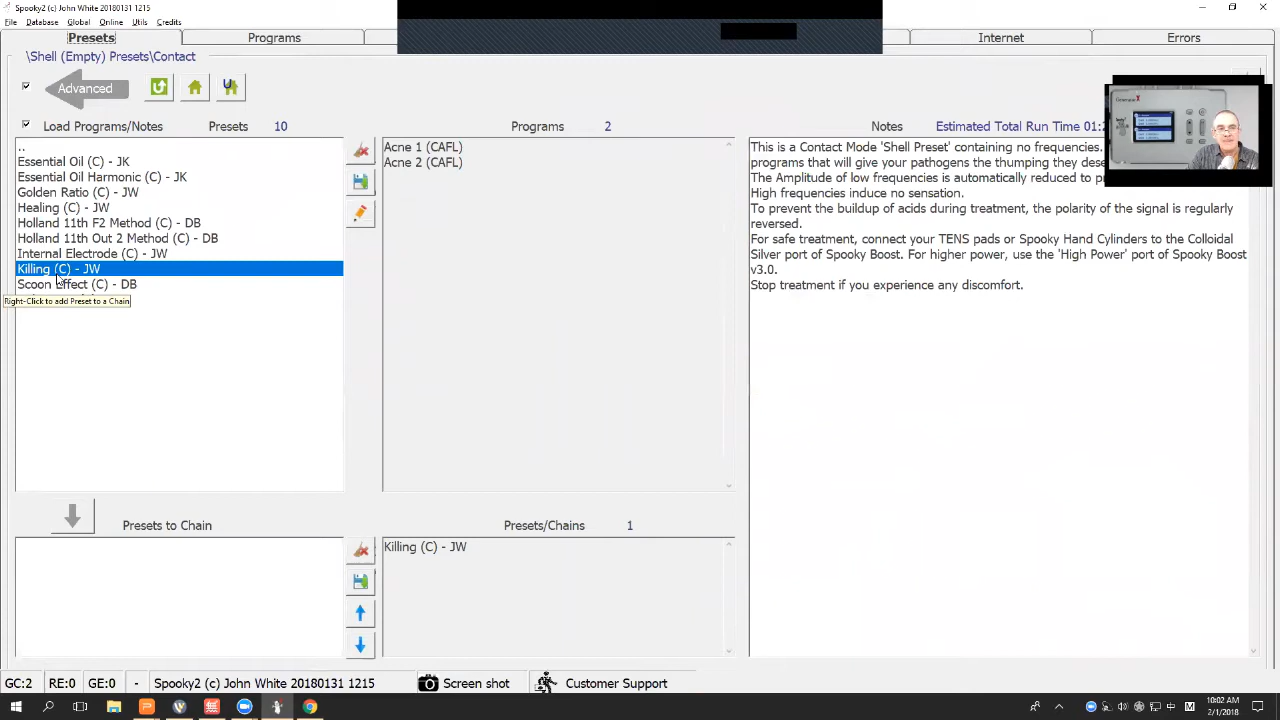 Spooky2 (c) John White 20180131 1215
File Database Global Online Utils Credits
Presets Programs Internet Errors
\Shell (Empty) Presets\Contact
Advanced
Load Programs/Notes Presets 10 Programs 2 Notes Estimated Total Run Time 01:2
..
Essential Oil (C) - JK
Essential Oil Harmonic (C) - JK
Golden Ratio (C) - JW
Healing (C) - JW
Holland 11th F2 Method (C) - DB
Holland 11th Out 2 Method (C) - DB
Internal Electrode (C) - JW
Killing (C) - JW
Scoon Effect (C) - DB
Right-Click to add Preset to a Chain
Acne 1 (CAFL)
Acne 2 (CAFL)
This is a Contact Mode 'Shell Preset' containing no frequencies.
programs that will give your pathogens the thumping they dese
The Amplitude of low frequencies is automatically reduced to p
High frequencies induce no sensation.
To prevent the buildup of acids during treatment, the polarity of the signal is regularly
reversed.
For safe treatment, connect your TENS pads or Spooky Hand Cylinders to the Colloidal
Silver port of Spooky Boost. For higher power, use the 'High Power' port of Spooky Boost
v3.0.
Stop treatment if you experience any discomfort.
Presets to Chain Presets/Chains 1
Killing (C) - JW
GC:2 RE:0 GE:0 - Spooky2 (c) John White 20180131 1215 Screen shot Customer Support
10:02 AM
2/1/2018